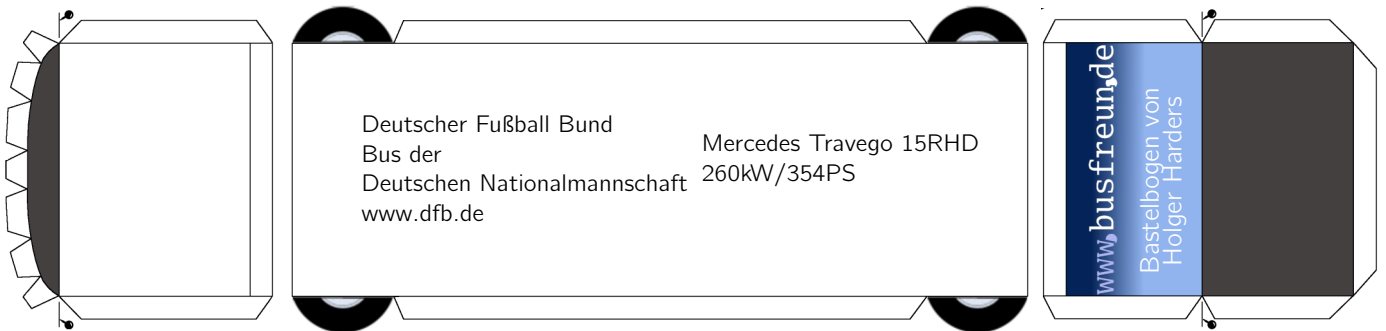 Deutscher Fußball Bund
Bus der
Deutschen Nationalmannschaft
www.dfb.de
Mercedes Travego 15RHD
260kW/354PS
www.busfreun.de
Bastelbogen von
Holger Harders